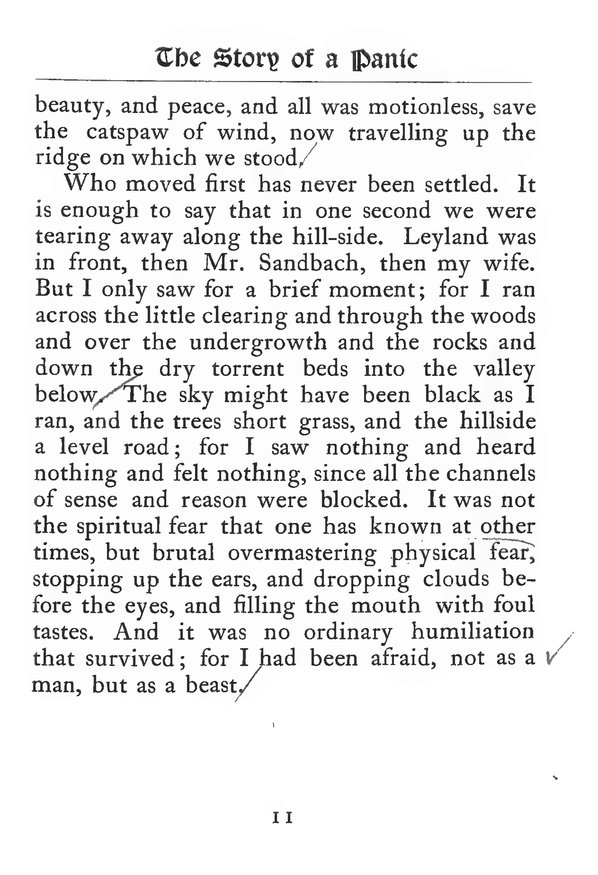 The Story of a Panic
beauty, and peace, and all was motionless, save
the catspaw of wind, now travelling up the
ridge on which we stood.
Who moved first has never been settled. It
is enough to say that in one second we were
tearing away along the hill-side. Leyland was
in front, then Mr. Sandbach, then my wife.
But I only saw for a brief moment; for I ran
across the little clearing and through the woods
and over the undergrowth and the rocks and
down the dry torrent beds into the valley
below. The sky might have been black as I
ran, and the trees short grass, and the hillside
a level road; for I saw nothing and heard
nothing and felt nothing, since all the channels
of sense and reason were blocked. It was not
the spiritual fear that one has known at other
times, but brutal overmastering physical fear,
stopping up the ears, and dropping clouds be-
fore the eyes, and filling the mouth with foul
tastes. And it was no ordinary humiliation
that survived; for I had been afraid, not as a
man, but as a beast.
11